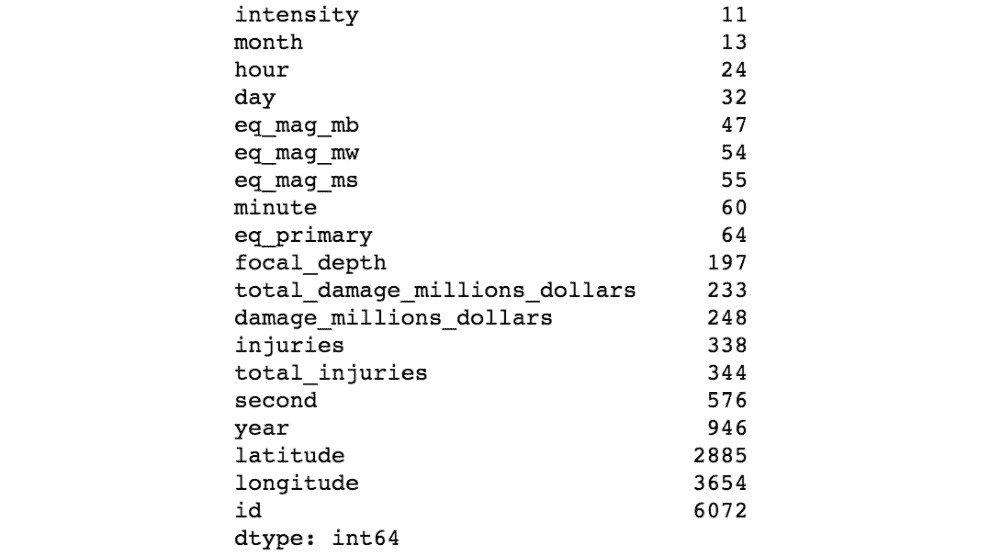 intensity 11
month 13
hour 24
day 32
eq_mag_mb 47
eq_mag_mw 54
eq_mag_ms 55
minute 60
eq_primary 64
focal_depth 197
total_damage_millions_dollars 233
damage_millions_dollars 248
injuries 338
total_injuries 344
second 576
year 946
latitude 2885
longitude 3654
id 6072
dtype: int64